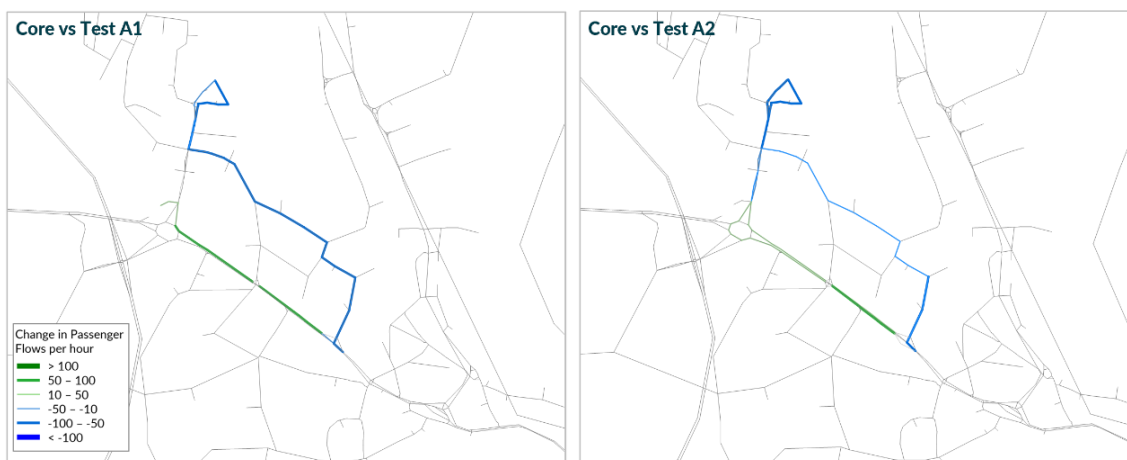 Core vs Test A1
Core vs Test A2
Change in Passenger
Flows per hour
> 100
50 – 100
10 – 50
-50 – -10
-100 – -50
< -100